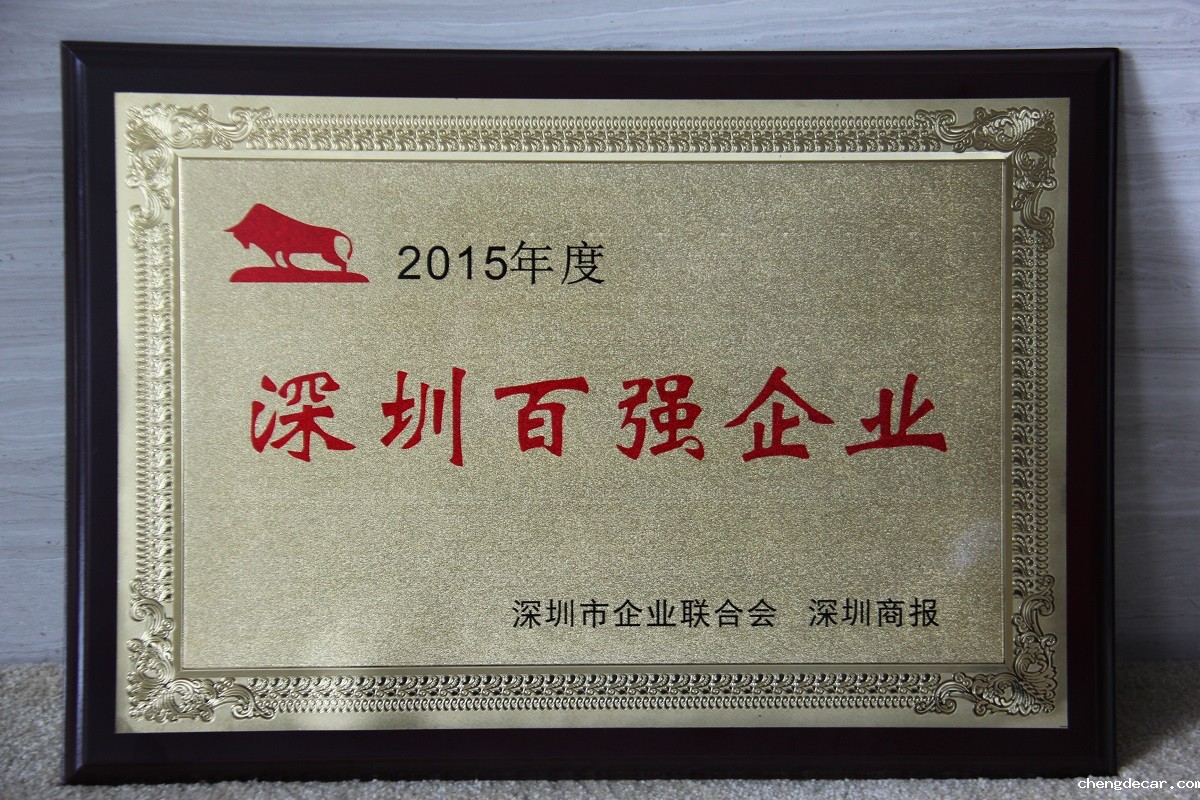 2015年度
深圳百强企业
深圳市企业联合会 深圳商报
chengdecar.com